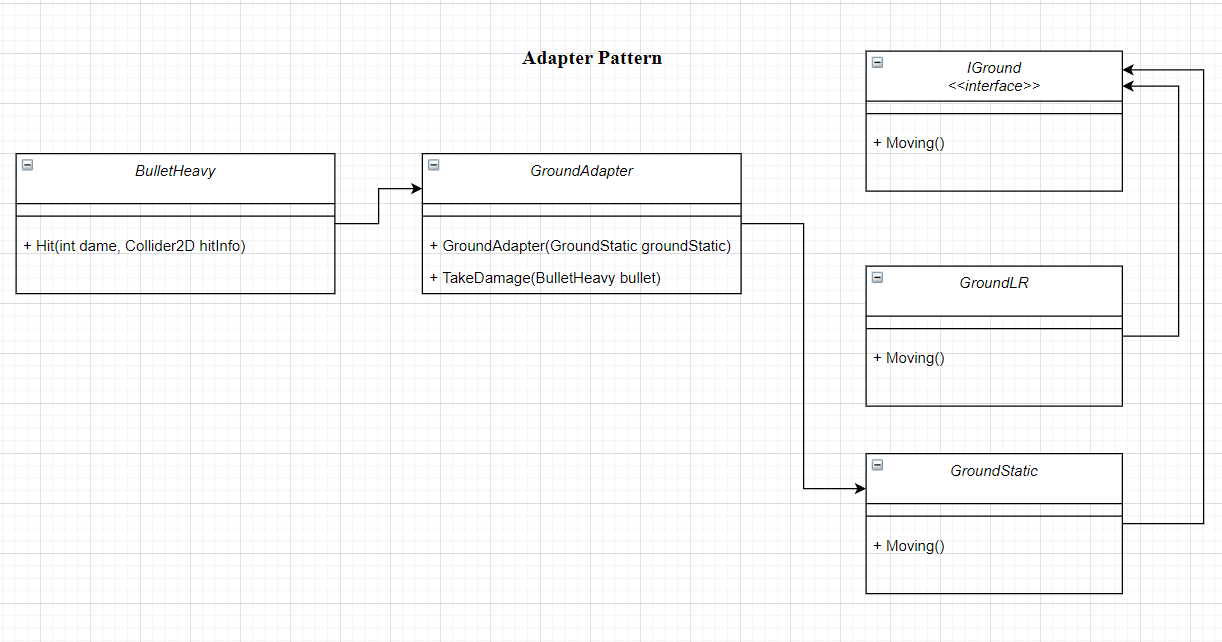 Adapter Pattern
IGround
<<interface>>
+ Moving()
BulletHeavy
+ Hit(int dame, Collider2D hitInfo)
GroundAdapter
+ GroundAdapter(GroundStatic groundStatic)
+ TakeDamage(BulletHeavy bullet)
GroundLR
+ Moving()
GroundStatic
+ Moving()